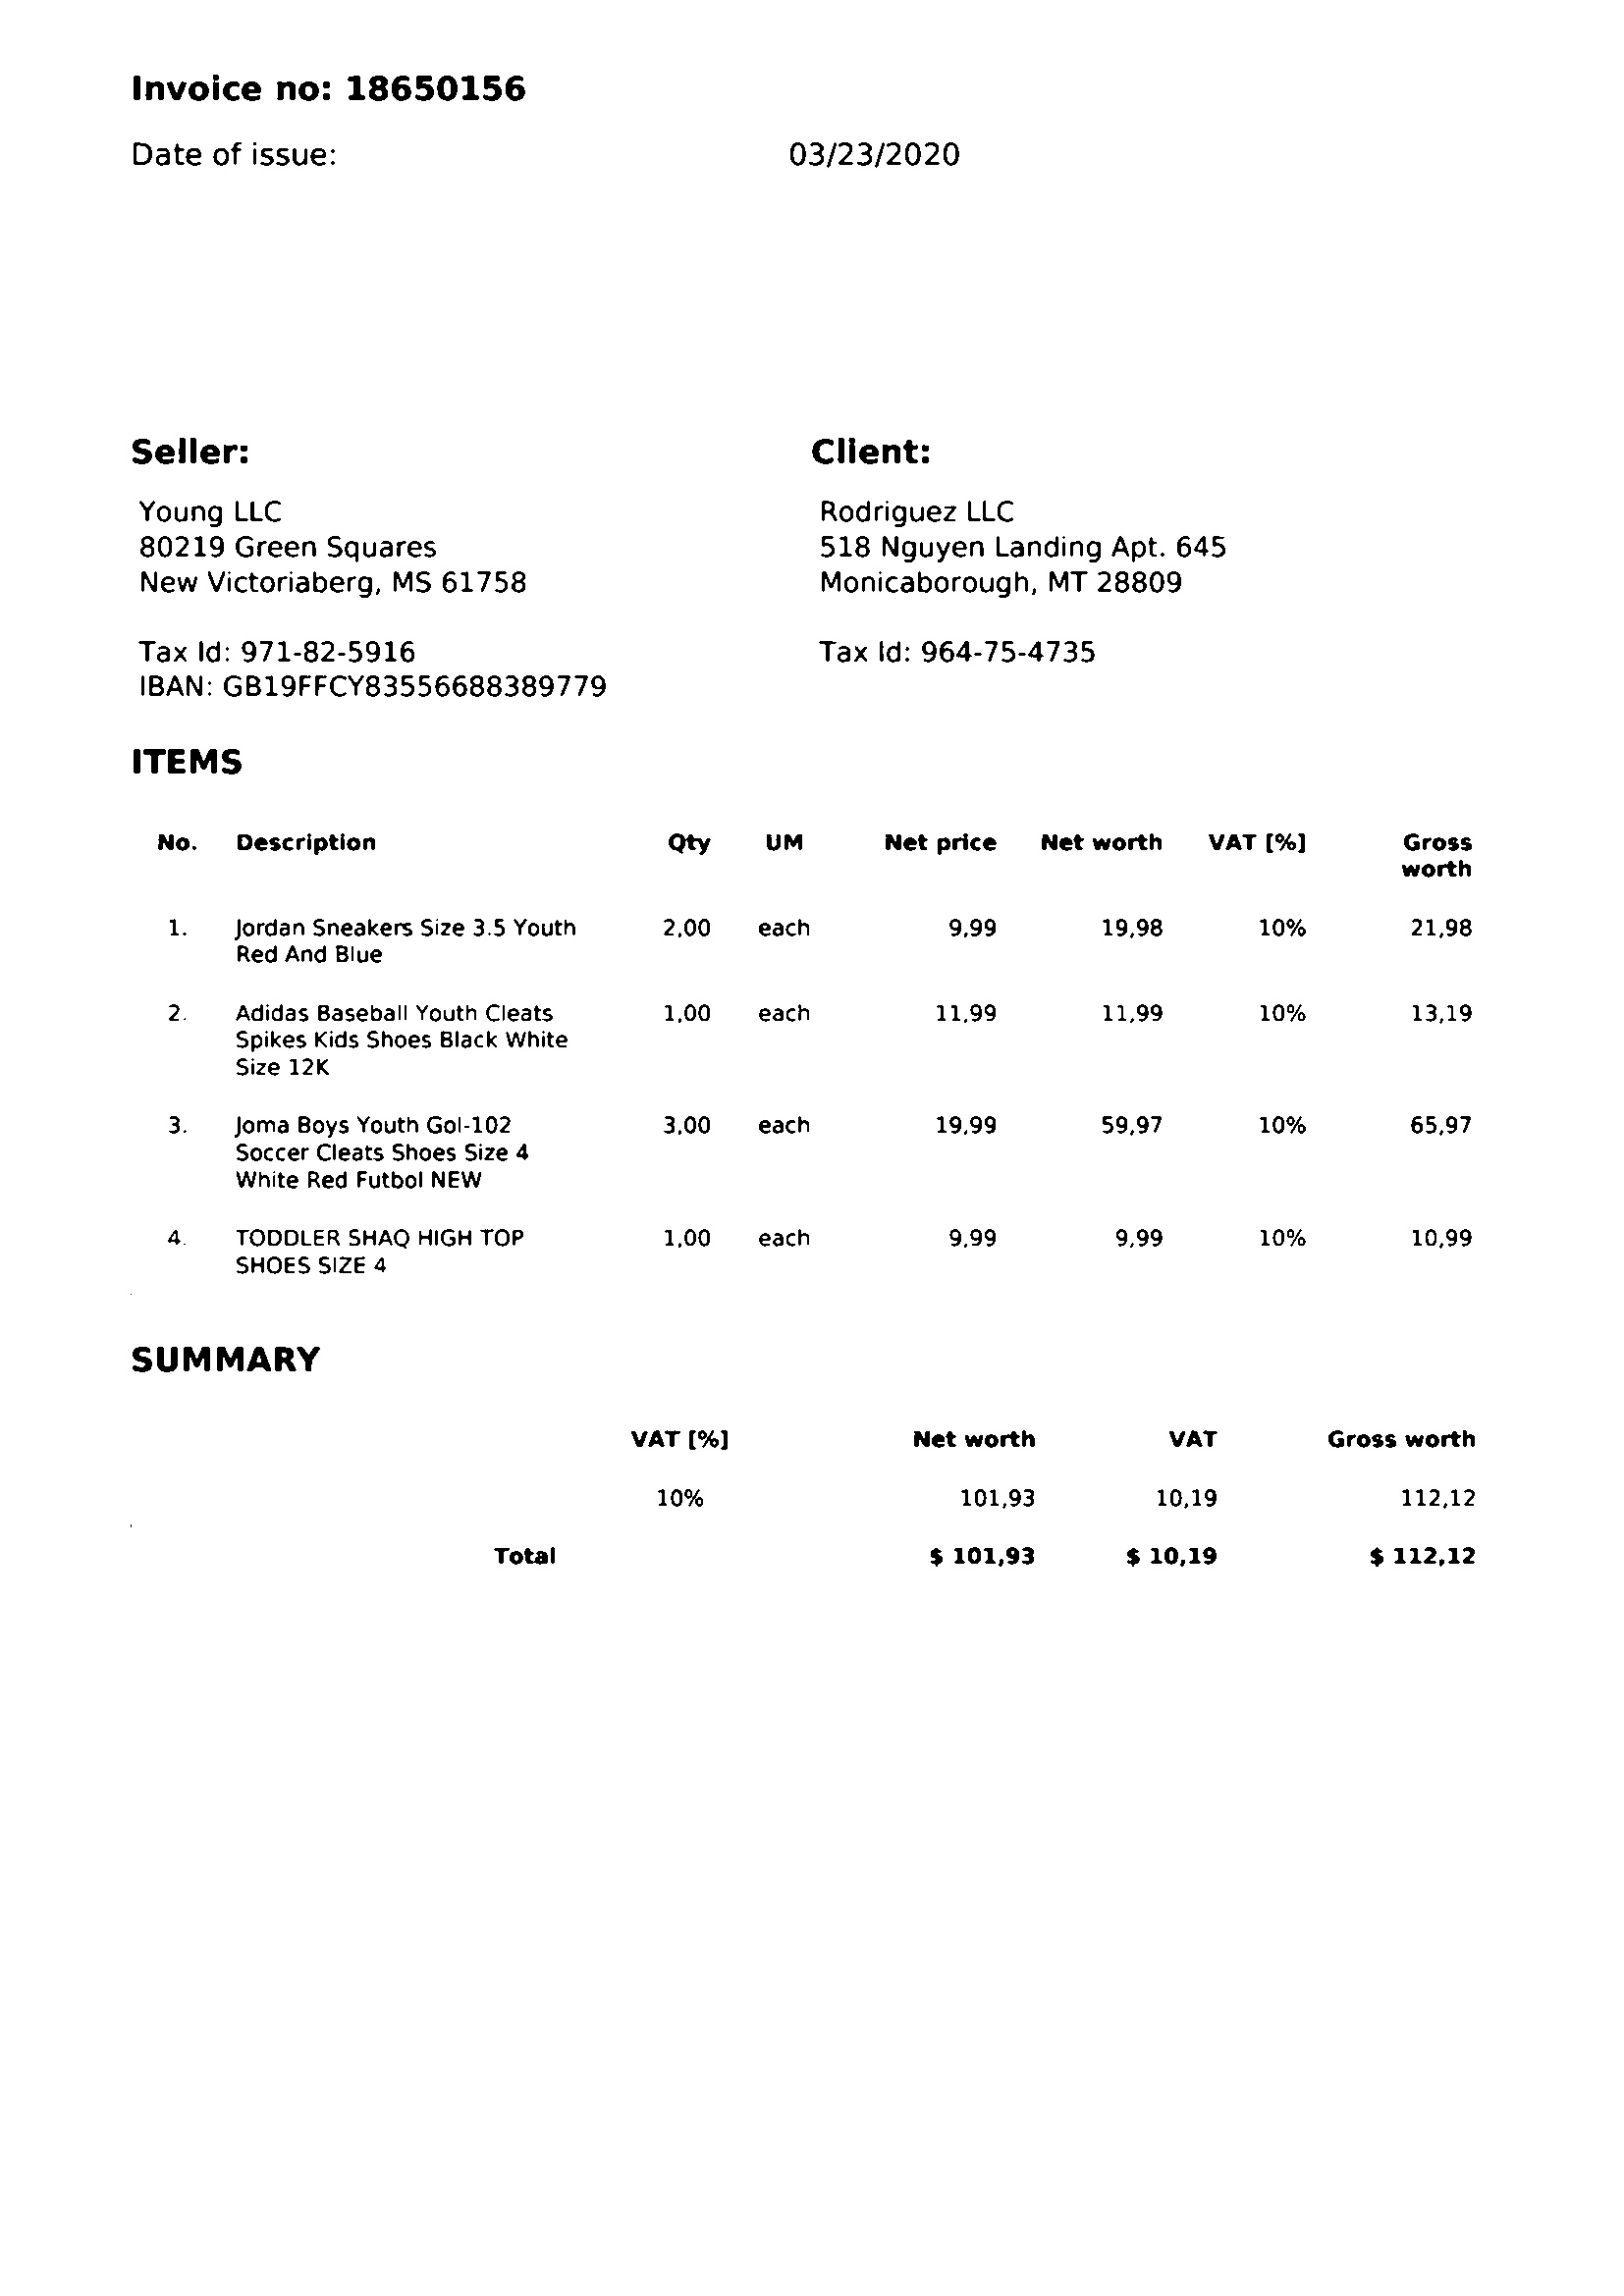 Invoice no: 18650156
Date of issue: 03/23/2020
Seller: Client:
Young LLC Rodriguez LLC
80219 Green Squares 518 Nguyen Landing Apt. 645
New Victoriaberg, MS 61758 Monicaborough, MT 28809
Tax Id: 971-82-5916 Tax Id: 964-75-4735
IBAN: GB19FFCY83556688389779
ITEMS
No. Description Qty UM Net price Net worth VAT [%] Gross
worth
1. Jordan Sneakers Size 3.5 Youth 2,00 each 9,99 19,98 10% 21,98
Red And Blue
2. Adidas Baseball Youth Cleats 1,00 each 11,99 11,99 10% 13,19
Spikes Kids Shoes Black White
Size 12K
3. Joma Boys Youth Gol-102 3,00 each 19,99 59,97 10% 65,97
Soccer Cleats Shoes Size 4
White Red Futbol NEW
4. TODDLER SHAQ HIGH TOP 1,00 each 9,99 9,99 10% 10,99
SHOES SIZE 4
SUMMARY
VAT [%] Net worth VAT Gross worth
10% 101,93 10,19 112,12
Total $ 101,93 $ 10,19 $ 112,12